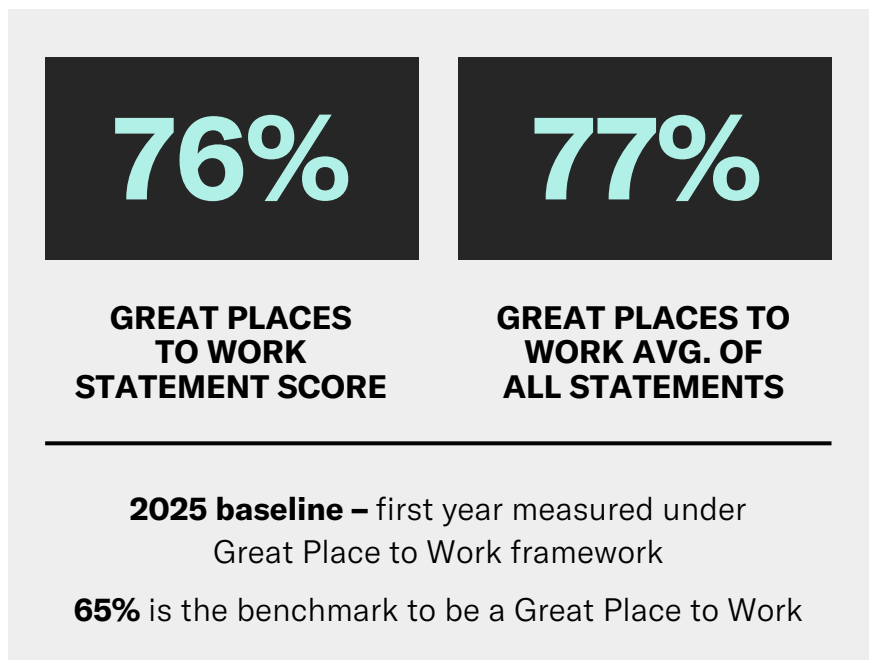 76%
77%
GREAT PLACES
TO WORK
STATEMENT SCORE
GREAT PLACES TO
WORK AVG. OF
ALL STATEMENTS
2025 baseline – first year measured under
Great Place to Work framework
65% is the benchmark to be a Great Place to Work